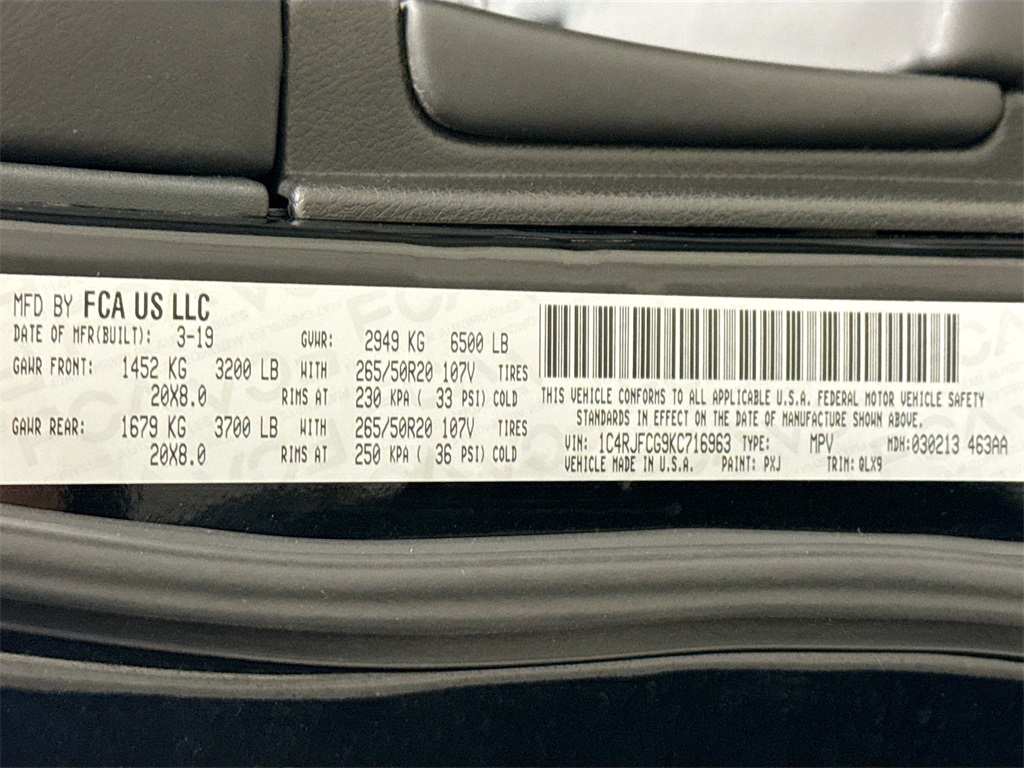 MFD BY FCA US LLC
DATE OF MFR(BUILT): 3-19 GVWR: 2949 KG 6500 LB
GAWR FRONT: 1452 KG 3200 LB WITH 265/50R20 107V TIRES
20X8.0 RIMS AT 230 KPA ( 33 PSI) COLD
GAWR REAR: 1679 KG 3700 LB WITH 265/50R20 107V TIRES
20X8.0 RIMS AT 250 KPA ( 36 PSI) COLD
THIS VEHICLE CONFORMS TO ALL APPLICABLE U.S.A. FEDERAL MOTOR VEHICLE SAFETY
STANDARDS IN EFFECT ON THE DATE OF MANUFACTURE SHOWN ABOVE.
VIN: 1C4RJFCG9KC716963 TYPE: MPV MDH:030213 463AA
VEHICLE MADE IN U.S.A. PAINT: PXJ TRIM: QLX9